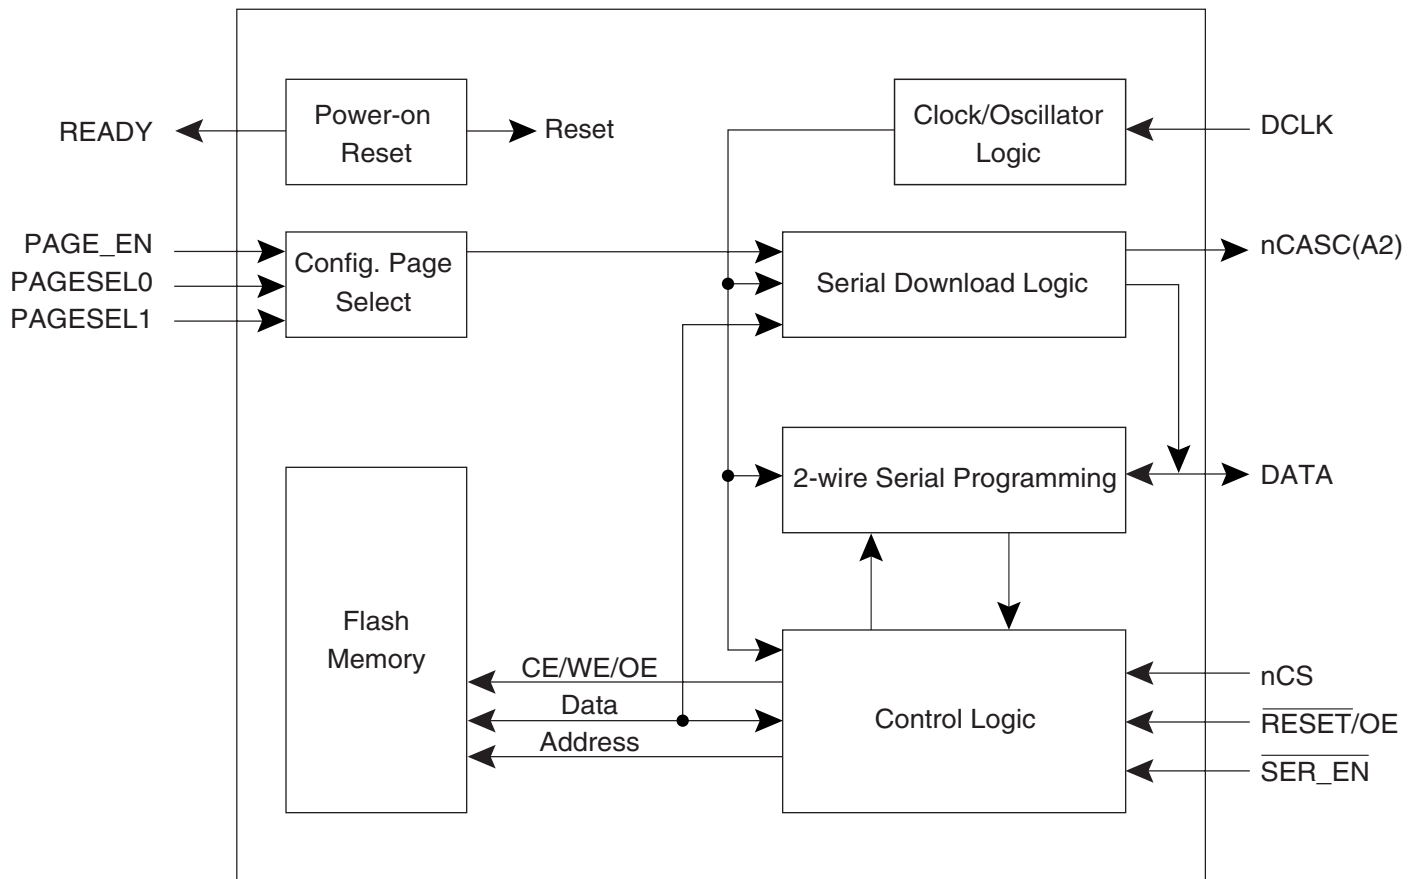 READY
Power-on
Reset
Reset
Clock/Oscillator
Logic
DCLK
PAGE_EN
PAGESEL0
PAGESEL1
Config. Page
Select
Serial Download Logic
nCASC(A2)
2-wire Serial Programming
DATA
Flash
Memory
CE/WE/OE
Data
Address
Control Logic
nCS
RESET/OE
SER_EN